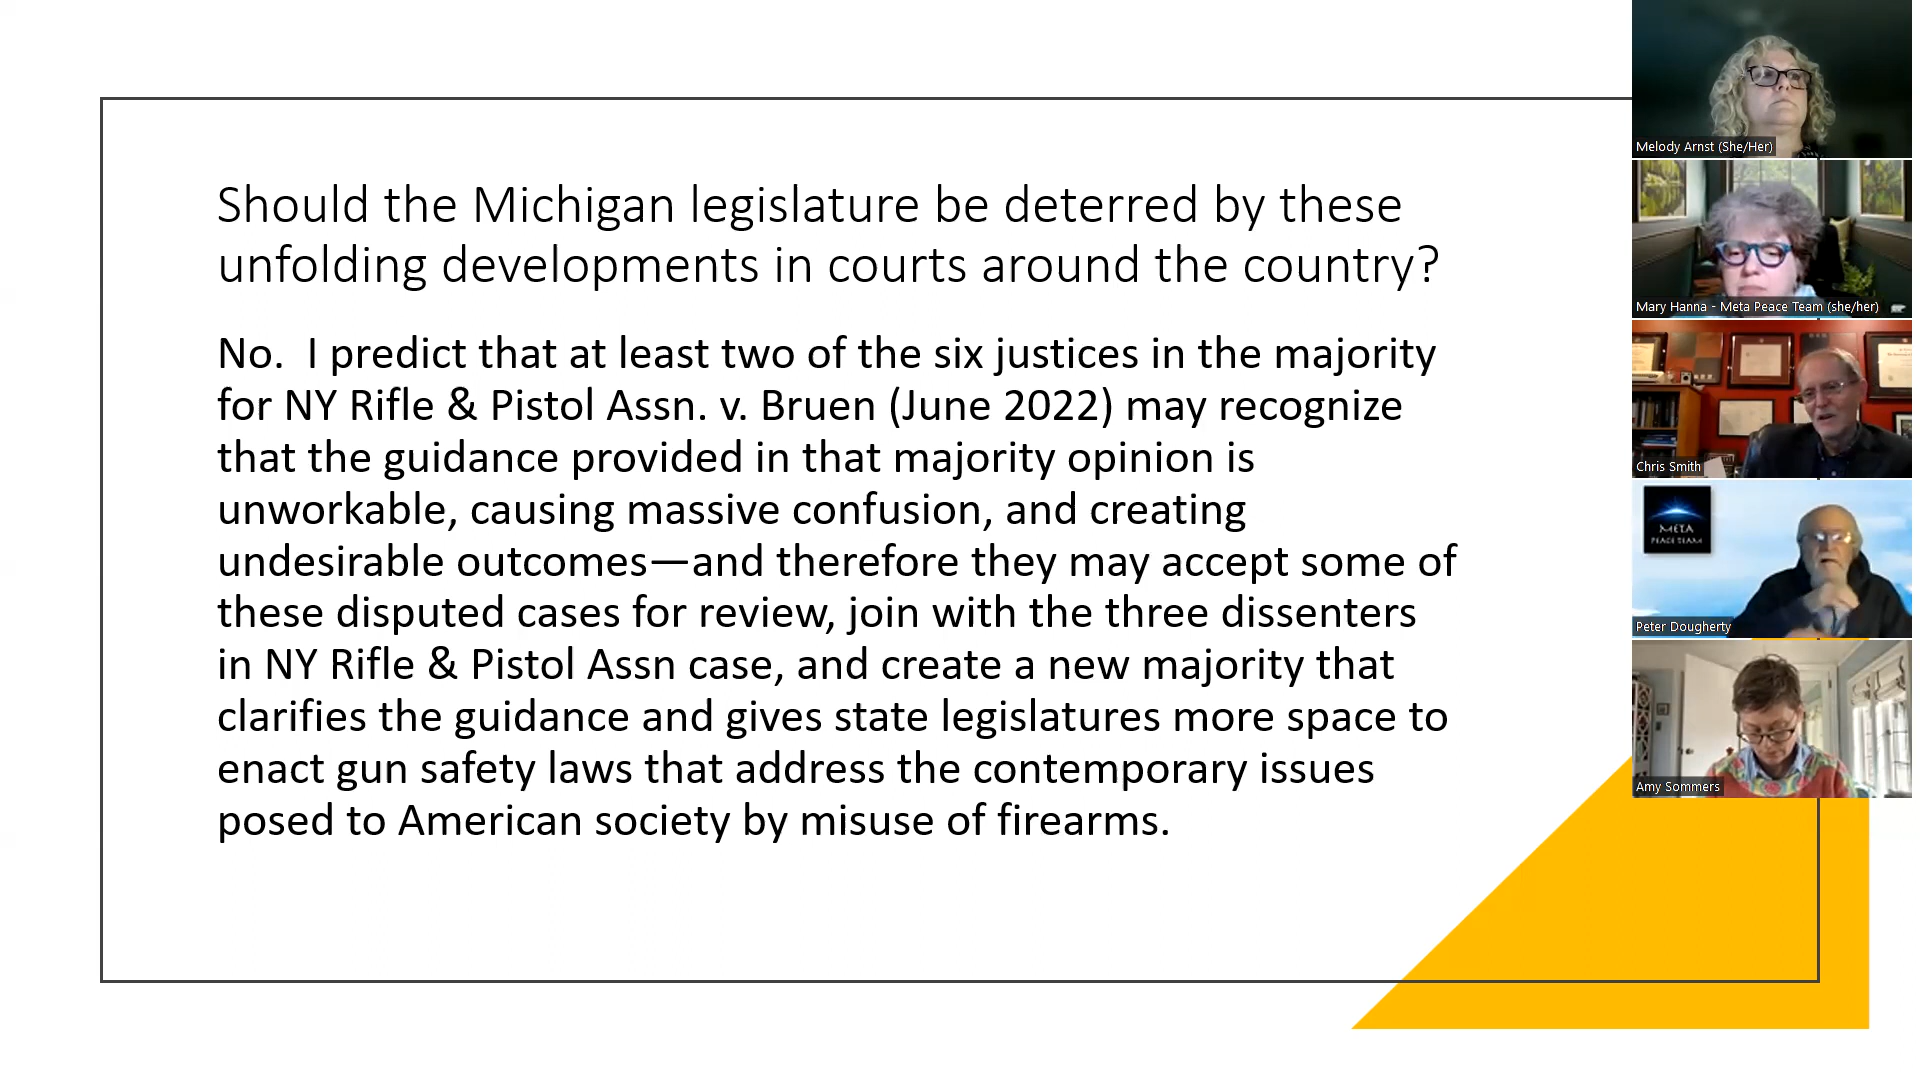 Should the Michigan legislature be deterred by these
unfolding developments in courts around the country?
No.  I predict that at least two of the six justices in the majority
for NY Rifle & Pistol Assn. v. Bruen (June 2022) may recognize
that the guidance provided in that majority opinion is
unworkable, causing massive confusion, and creating
undesirable outcomes—and therefore they may accept some of
these disputed cases for review, join with the three dissenters
in NY Rifle & Pistol Assn case, and create a new majority that
clarifies the guidance and gives state legislatures more space to
enact gun safety laws that address the contemporary issues
posed to American society by misuse of firearms.
Melody Arnst (She/Her)
Mary Hanna - Meta Peace Team (she/her)
Chris Smith
META
PEACE TEAM
Peter Dougherty
Amy Sommers